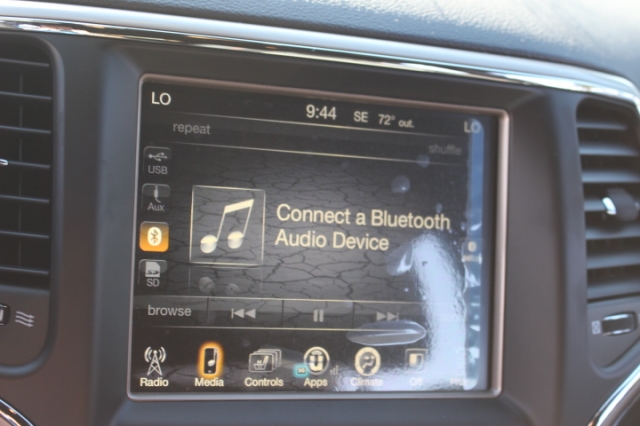 LO 9:44 SE 72° out. LO
repeat shuffle
USB
Aux
Connect a Bluetooth
Audio Device
SD
browse
Radio Media Controls Apps Climate Off